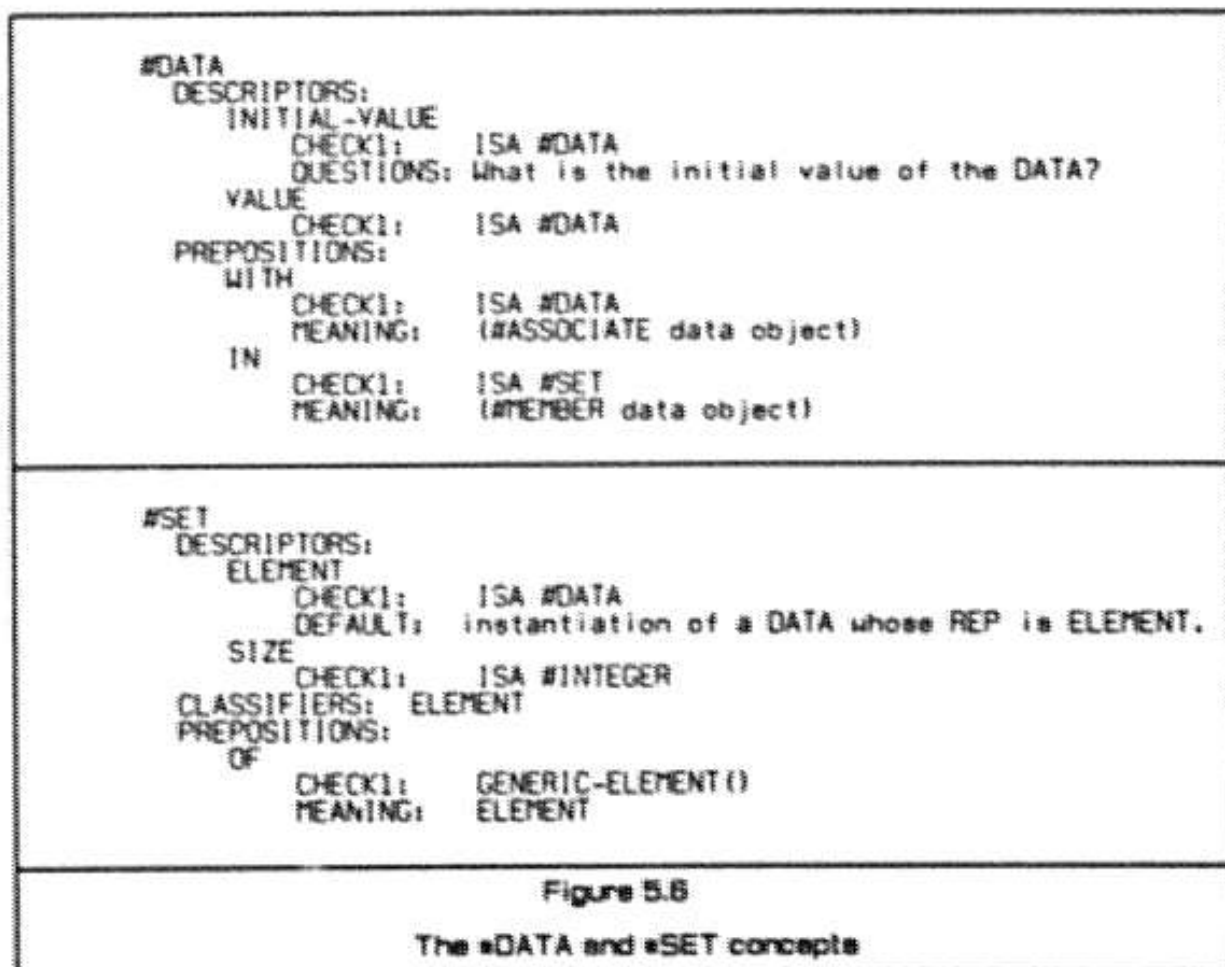 #DATA
DESCRIPTORS:
INITIAL-VALUE
CHECK1: ISA #DATA
QUESTIONS: What is the initial value of the DATA?
VALUE
CHECK1: ISA #DATA
PREPOSITIONS:
WITH
CHECK1: ISA #DATA
MEANING: (#ASSOCIATE data object)
IN
CHECK1: ISA #SET
MEANING: (#MEMBER data object)
#SET
DESCRIPTORS:
ELEMENT
CHECK1: ISA #DATA
DEFAULT: instantiation of a DATA whose REP is ELEMENT.
SIZE
CHECK1: ISA #INTEGER
CLASSIFIERS: ELEMENT
PREPOSITIONS:
OF
CHECK1: GENERIC-ELEMENT()
MEANING: ELEMENT
Figure 5.6
The #DATA and #SET concepts